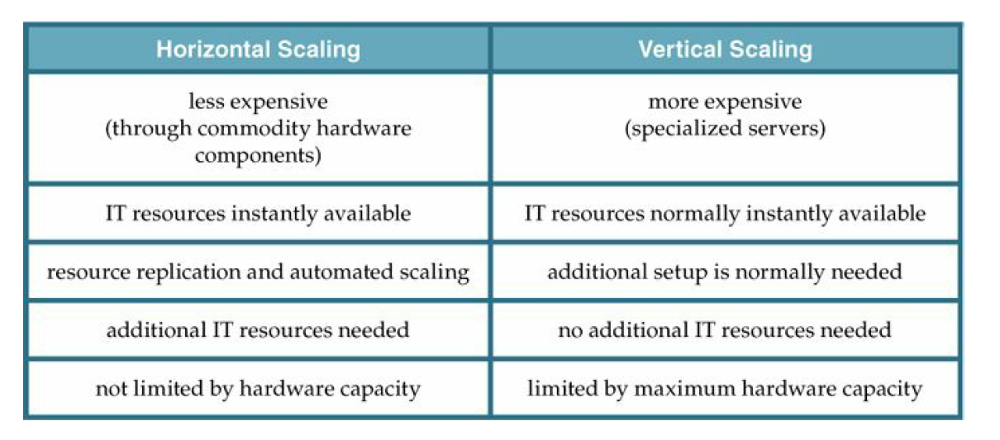 Horizontal Scaling
Vertical Scaling
less expensive
(through commodity hardware
components)
more expensive
(specialized servers)
IT resources instantly available
IT resources normally instantly available
resource replication and automated scaling
additional setup is normally needed
additional IT resources needed
no additional IT resources needed
not limited by hardware capacity
limited by maximum hardware capacity